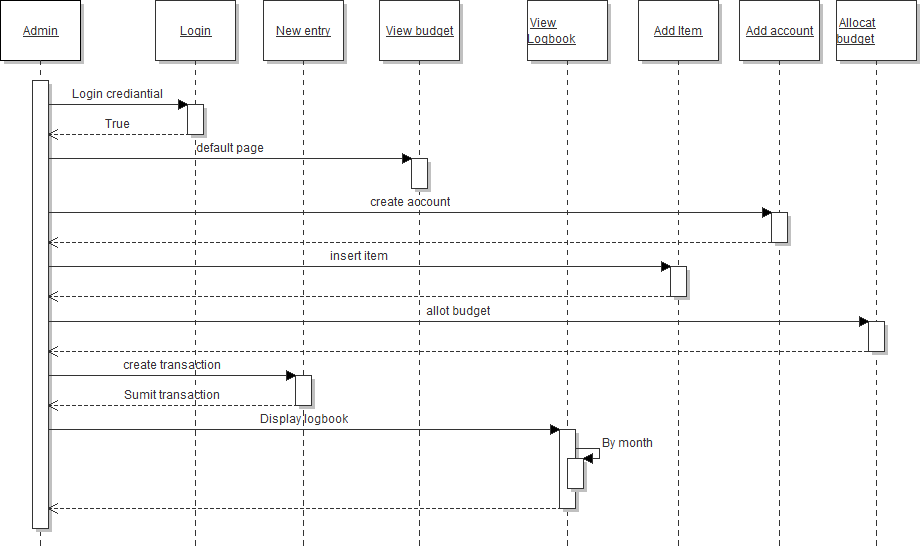 Admin
Login
New entry
View budget
View
Logbook
Add Item
Add account
Allocat
budget
Login crediantial
True
default page
create account
insert item
allot budget
create transaction
Sumit transaction
Display logbook
By month